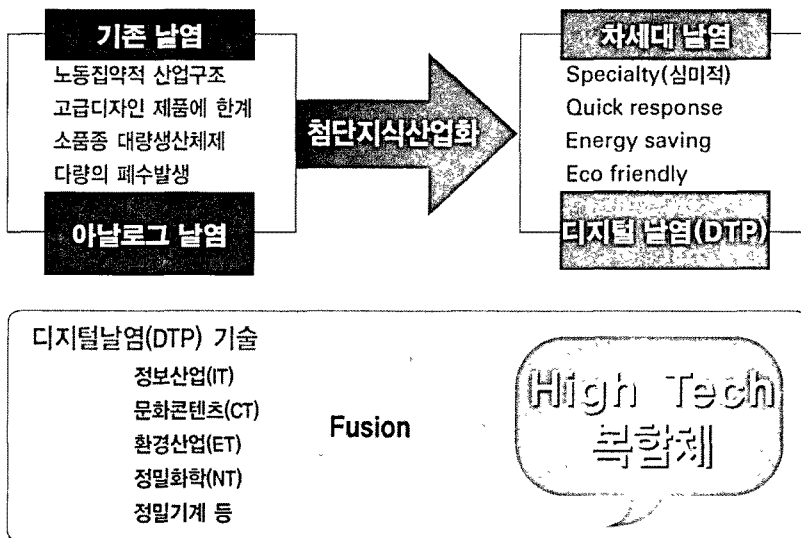 기존 날염
노동집약적 산업구조
고급디자인 제품에 한계
소품종 대량생산체제
다량의 폐수발생
아날로그 날염
첨단지식산업화
차세대 날염
Specialty(심미적)
Quick response
Energy saving
Eco friendly
디지털 날염(DTP)
디지털날염(DTP) 기술
정보산업(IT)
문화콘텐츠(CT)
환경산업(ET)
정밀화학(NT)
정밀기계 등
Fusion
High Tech
복합체